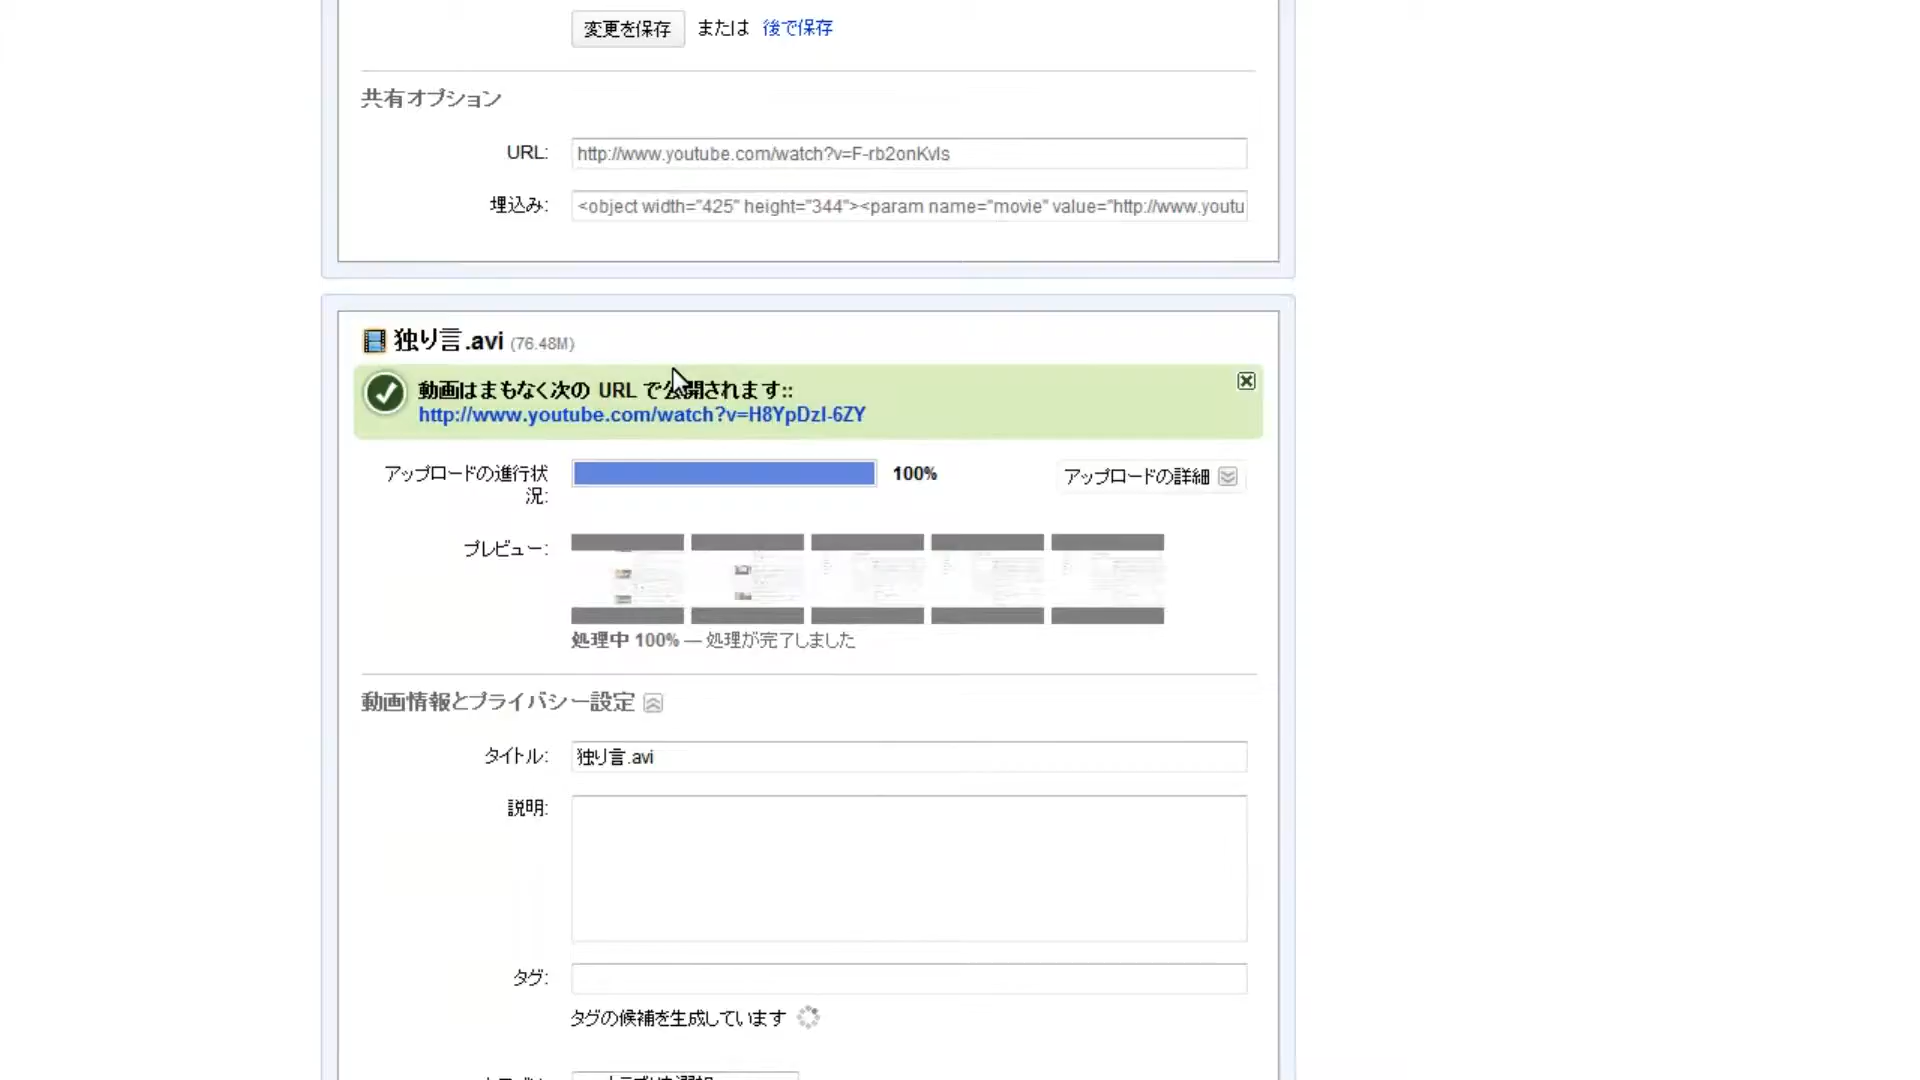 変更を保存 または 後で保存
共有オプション
URL: http://www.youtube.com/watch?v=F-rb2onKvIs
埋込み: <object width="425" height="344"><param name="movie" value="http://www.youtu
独り言.avi (76.48M)
動画はまもなく次の URL で公開されます::
http://www.youtube.com/watch?v=H8YpDzI-6ZY
アップロードの進行状況: 100% アップロードの詳細
プレビュー:
処理中 100% — 処理が完了しました
動画情報とプライバシー設定
タイトル: 独り言.avi
説明:
タグ:
タグの候補を生成しています